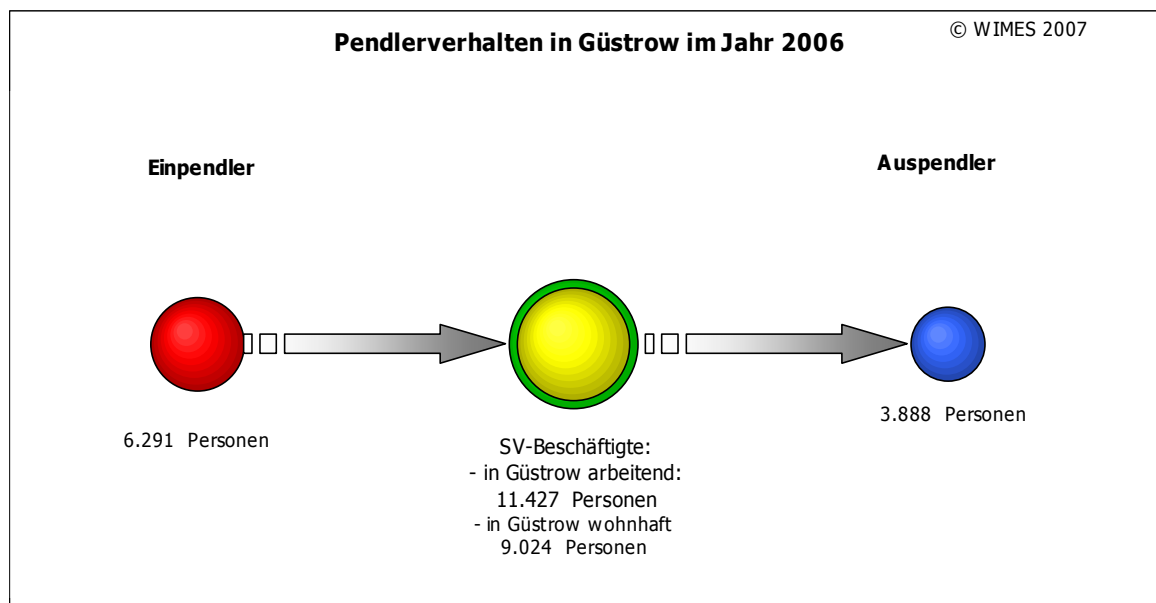 © WIMES 2007
Pendlerverhalten in Güstrow im Jahr 2006
Einpendler
Auspendler
6.291 Personen
SV-Beschäftigte:
- in Güstrow arbeitend:
11.427 Personen
- in Güstrow wohnhaft
9.024 Personen
3.888 Personen